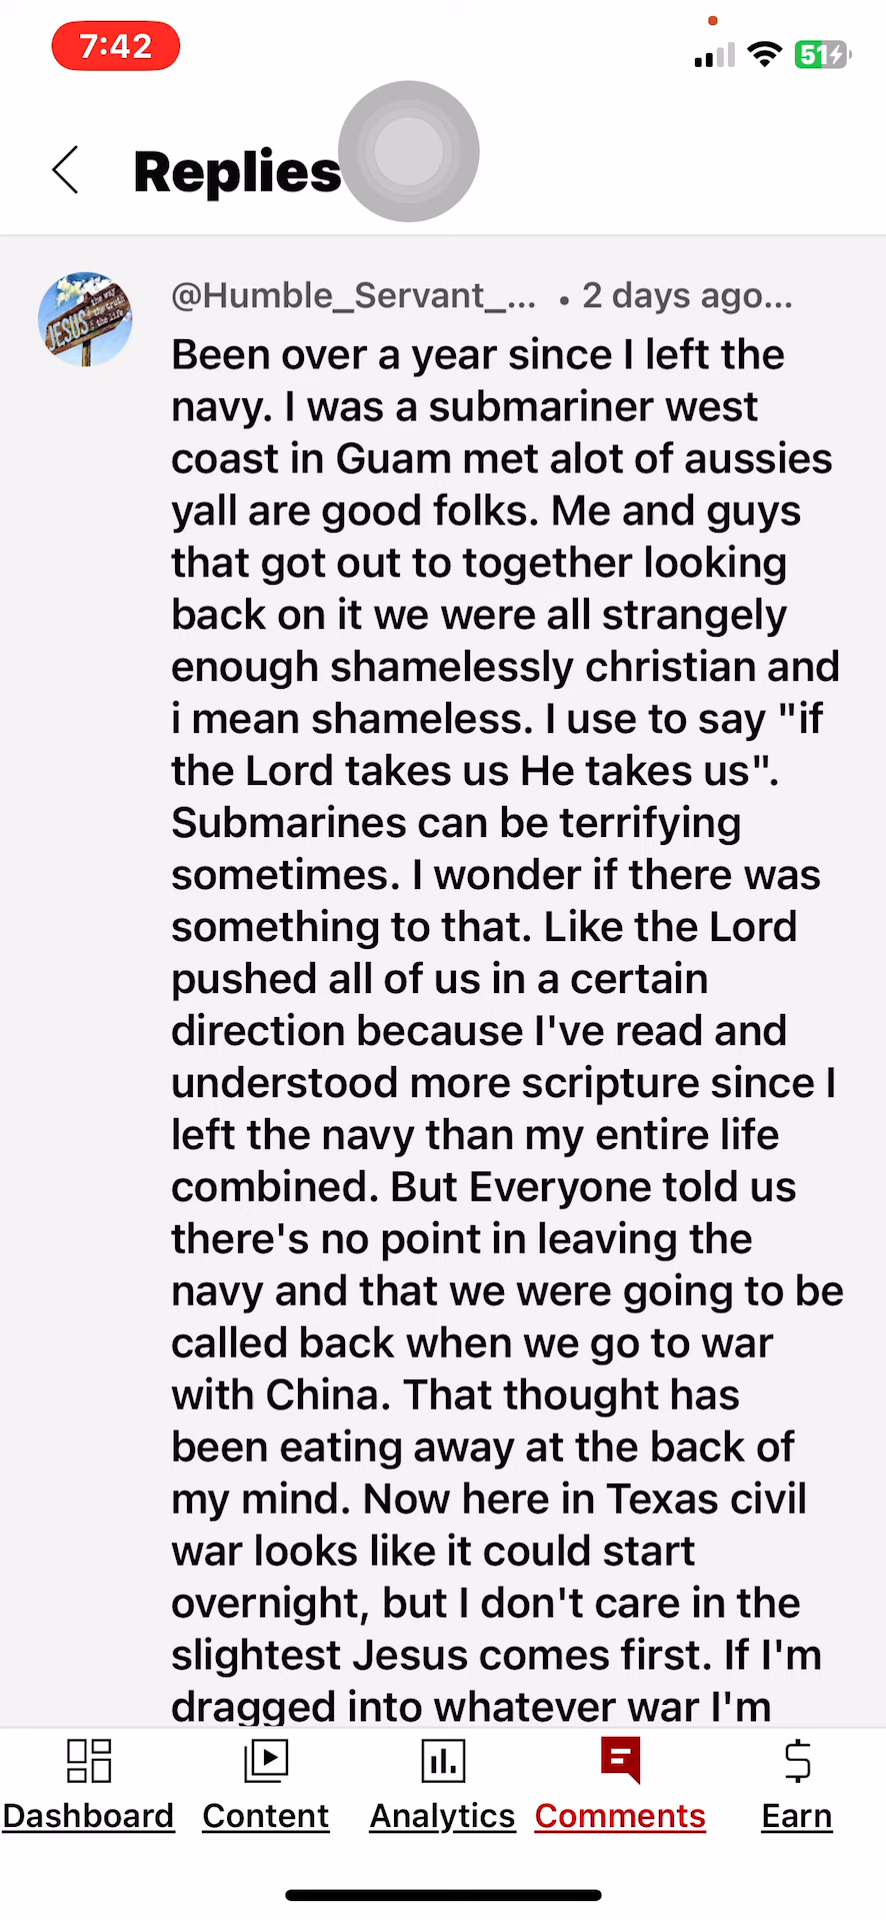 7:42
51
Replies
@Humble_Servant_... • 2 days ago...
JESUS the way
the truth
the life
Been over a year since I left the
navy. I was a submariner west
coast in Guam met alot of aussies
yall are good folks. Me and guys
that got out to together looking
back on it we were all strangely
enough shamelessly christian and
i mean shameless. I use to say "if
the Lord takes us He takes us".
Submarines can be terrifying
sometimes. I wonder if there was
something to that. Like the Lord
pushed all of us in a certain
direction because I've read and
understood more scripture since I
left the navy than my entire life
combined. But Everyone told us
there's no point in leaving the
navy and that we were going to be
called back when we go to war
with China. That thought has
been eating away at the back of
my mind. Now here in Texas civil
war looks like it could start
overnight, but I don't care in the
slightest Jesus comes first. If I'm
dragged into whatever war I'm
Dashboard Content Analytics Comments Earn